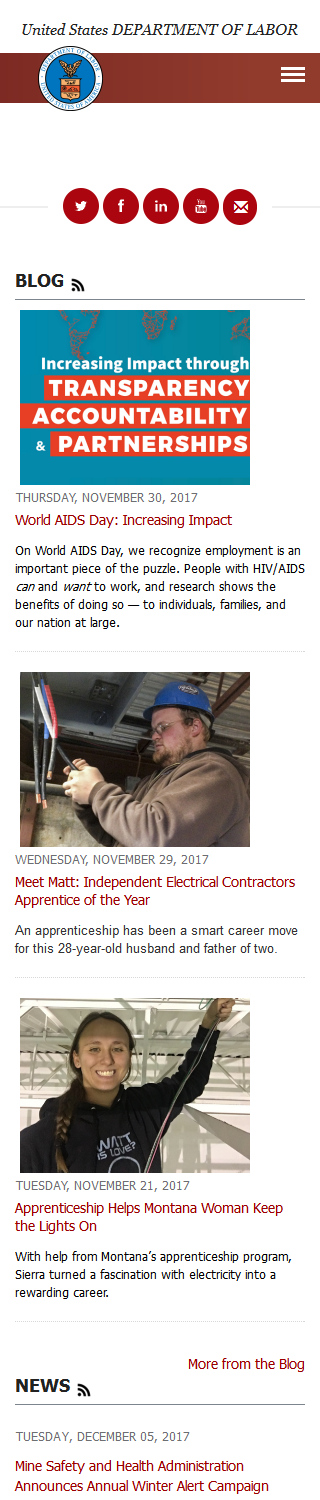 United States DEPARTMENT OF LABOR
BLOG
Increasing Impact through
TRANSPARENCY
ACCOUNTABILITY
& PARTNERSHIPS
THURSDAY, NOVEMBER 30, 2017
World AIDS Day: Increasing Impact
On World AIDS Day, we recognize employment is an
important piece of the puzzle. People with HIV/AIDS
can and want to work, and research shows the
benefits of doing so — to individuals, families, and
our nation at large.
WEDNESDAY, NOVEMBER 29, 2017
Meet Matt: Independent Electrical Contractors
Apprentice of the Year
An apprenticeship has been a smart career move
for this 28-year-old husband and father of two.
WATT
IS LOVE?
TUESDAY, NOVEMBER 21, 2017
Apprenticeship Helps Montana Woman Keep
the Lights On
With help from Montana's apprenticeship program,
Sierra turned a fascination with electricity into a
rewarding career.
More from the Blog
NEWS
TUESDAY, DECEMBER 05, 2017
Mine Safety and Health Administration
Announces Annual Winter Alert Campaign